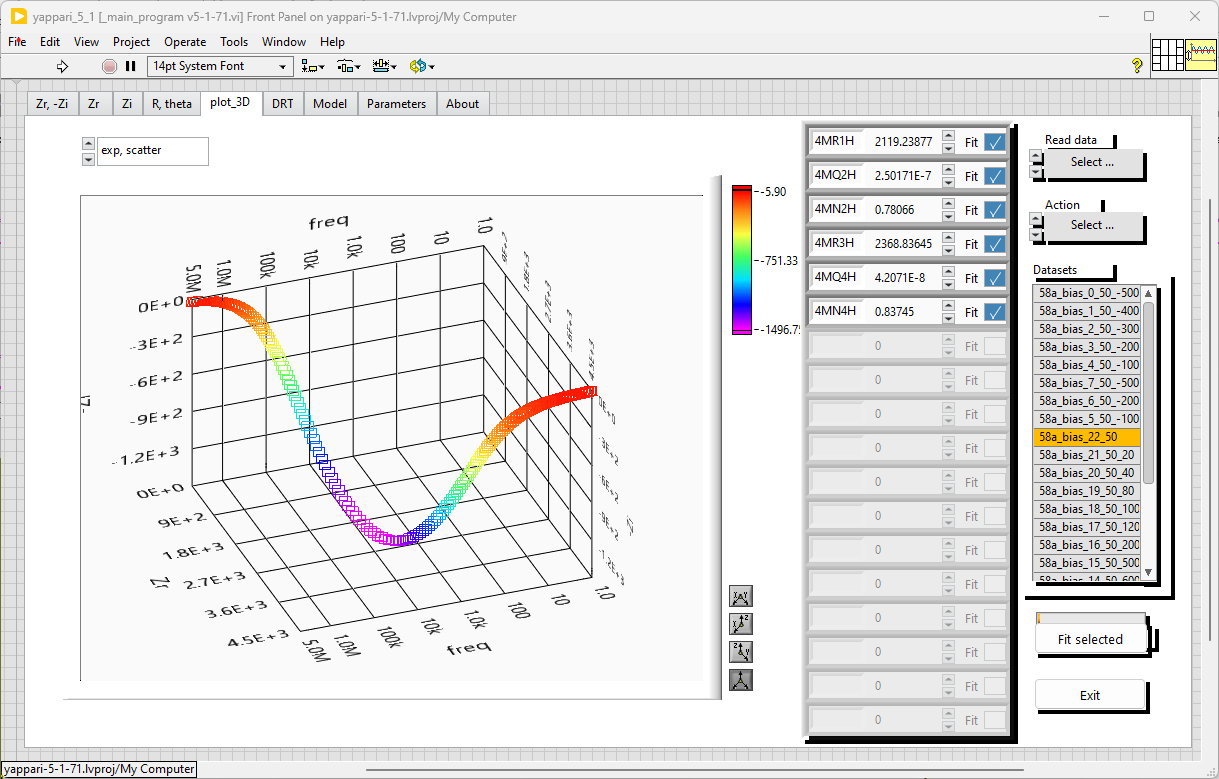 yappari_5_1 [_main_program v5-1-71.vi] Front Panel on yappari-5-1-71.lvproj/My Computer
File Edit View Project Operate Tools Window Help
14pt System Font
Zr, -Zi Zr Zi R, theta plot_3D DRT Model Parameters About
exp, scatter
freq
5.0M 1.0M 100k 10k 1.0k 100 10 1.0
0E+0
-3E+2
-6E+2
-9E+2
-1.2E+3
0E+0
9E+2
1.8E+3
2.7E+3
3.6E+3
4.5E+3
5.0M 1.0M 100k 10k 1.0k 100 10 1.0
freq
-5.90
-751.33
-1496.7
4MR1H 2119.23877 Fit
4MQ2H 2.50171E-7 Fit
4MN2H 0.78066 Fit
4MR3H 2368.83645 Fit
4MQ4H 4.2071E-8 Fit
4MN4H 0.83745 Fit
0 Fit
0 Fit
0 Fit
0 Fit
0 Fit
0 Fit
0 Fit
0 Fit
0 Fit
0 Fit
0 Fit
0 Fit
Read data
Select ...
Action
Select ...
Datasets
58a_bias_0_50_-500
58a_bias_1_50_-400
58a_bias_2_50_-300
58a_bias_3_50_-200
58a_bias_4_50_-100
58a_bias_7_50_-500
58a_bias_6_50_-200
58a_bias_5_50_-100
58a_bias_22_50
58a_bias_21_50_20
58a_bias_20_50_40
58a_bias_19_50_80
58a_bias_18_50_100
58a_bias_17_50_120
58a_bias_16_50_200
58a_bias_15_50_500
58a_bias_14_50_600
Fit selected
Exit
yappari-5-1-71.lvproj/My Computer